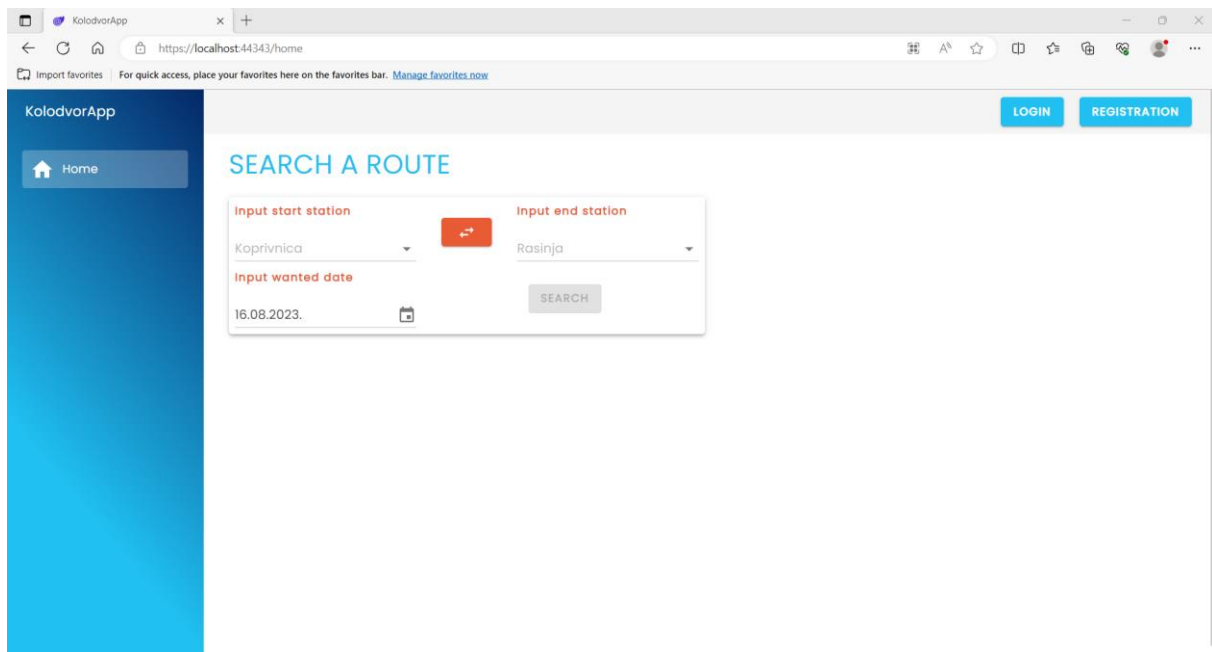 KolodvorApp
https://localhost:44343/home
Import favorites For quick access, place your favorites here on the favorites bar. Manage favorites now
KolodvorApp
LOGIN
REGISTRATION
Home
SEARCH A ROUTE
Input start station
Input end station
Koprivnica
Rasinja
Input wanted date
SEARCH
16.08.2023.